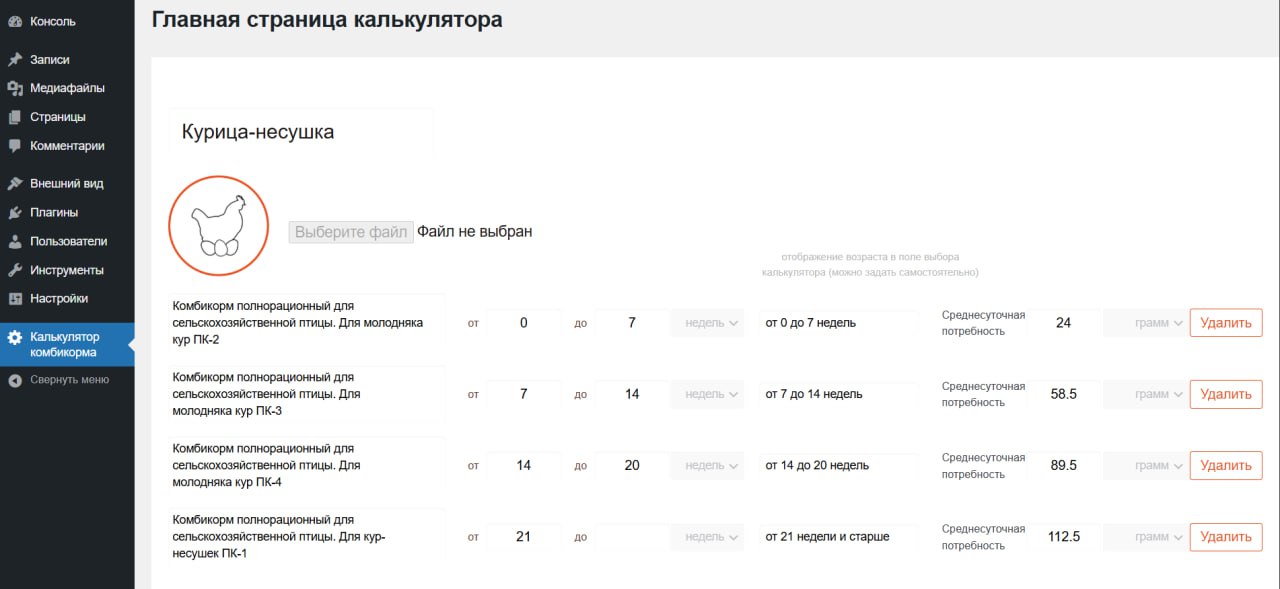 Консоль
Записи
Медиафайлы
Страницы
Комментарии
Внешний вид
Плагины
Пользователи
Инструменты
Настройки
Калькулятор
комбикорма
Свернуть меню
Главная страница калькулятора
Курица-несушка
Выберите файл Файл не выбран
отображение возраста в поле выбора
калькулятора (можно задать самостоятельно)
Комбикорм полнорационный для
сельскохозяйственной птицы. Для молодняка
кур ПК-2
от 0 до 7 недель от 0 до 7 недель
Среднесуточная
потребность
24 грамм Удалить
Комбикорм полнорационный для
сельскохозяйственной птицы. Для
молодняка кур ПК-3
от 7 до 14 недель от 7 до 14 недель
Среднесуточная
потребность
58.5 грамм Удалить
Комбикорм полнорационный для
сельскохозяйственной птицы. Для
молодняка кур ПК-4
от 14 до 20 недель от 14 до 20 недель
Среднесуточная
потребность
89.5 грамм Удалить
Комбикорм полнорационный для
сельскохозяйственной птицы. Для кур-
несушек ПК-1
от 21 до недель от 21 недели и старше
Среднесуточная
потребность
112.5 грамм Удалить